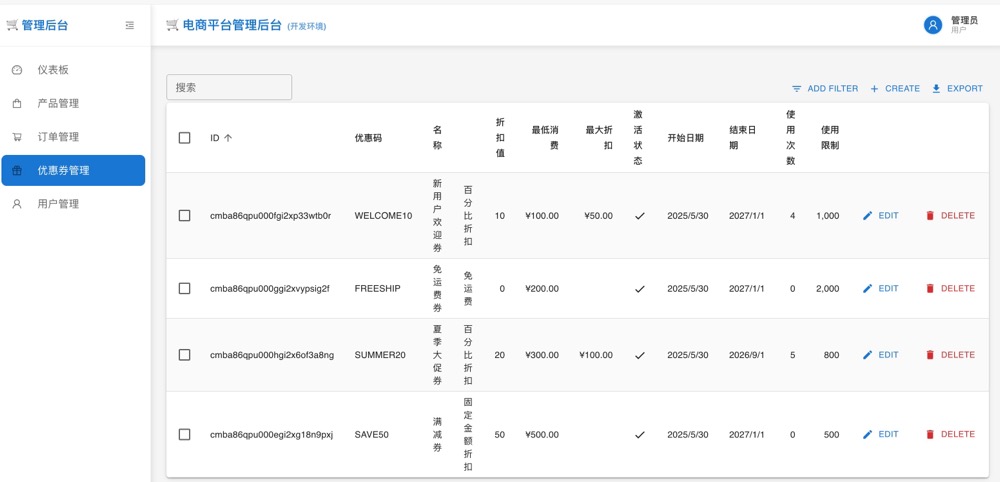 管理后台
电商平台管理后台 (开发环境)
管理员
用户
仪表板
产品管理
订单管理
优惠券管理
用户管理
搜索
ADD FILTER
CREATE
EXPORT
ID 优惠码 名称 折扣值 最低消费 最大折扣 激活状态 开始日期 结束日期 使用次数 使用限制
cmba86qpu000fgi2xp33wtb0r WELCOME10 新用户欢迎券 百分比折扣 10 ¥100.00 ¥50.00 2025/5/30 2027/1/1 4 1,000 EDIT DELETE
cmba86qpu000ggi2xvypsig2f FREESHIP 免运费券 免运费 0 ¥200.00 2025/5/30 2027/1/1 0 2,000 EDIT DELETE
cmba86qpu000hgi2x6of3a8ng SUMMER20 夏季大促券 百分比折扣 20 ¥300.00 ¥100.00 2025/5/30 2026/9/1 5 800 EDIT DELETE
cmba86qpu000egi2xg18n9pxj SAVE50 满减券 固定金额折扣 50 ¥500.00 2025/5/30 2027/1/1 0 500 EDIT DELETE